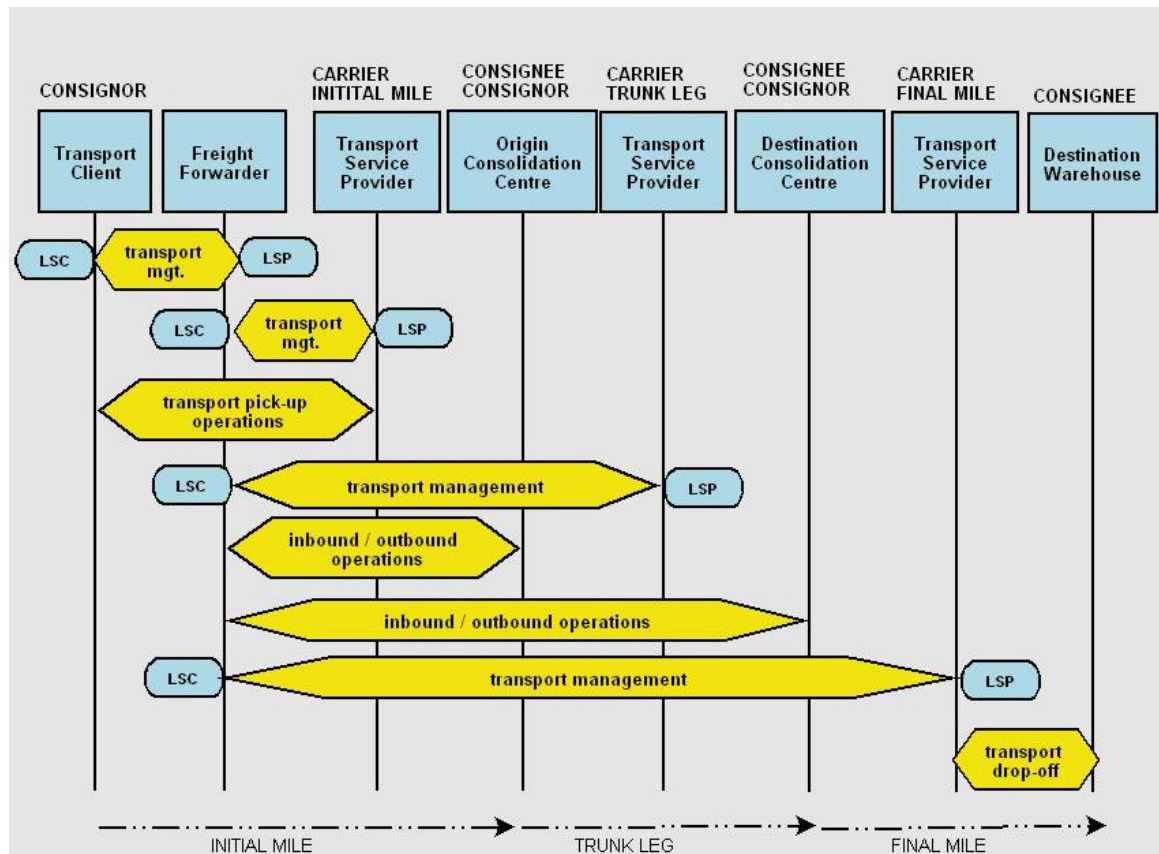 CONSIGNOR
CARRIER
INITITAL MILE
CONSIGNEE
CONSIGNOR
CARRIER
TRUNK LEG
CONSIGNEE
CONSIGNOR
CARRIER
FINAL MILE
CONSIGNEE
Transport
Client
Freight
Forwarder
Transport
Service
Provider
Origin
Consolidation
Centre
Transport
Service
Provider
Destination
Consolidation
Centre
Transport
Service
Provider
Destination
Warehouse
LSC
transport
mgt.
LSP
LSC
transport
mgt.
LSP
transport pick-up
operations
LSC
transport management
LSP
inbound / outbound
operations
inbound / outbound operations
LSC
transport management
LSP
transport
drop-off
INITIAL MILE
TRUNK LEG
FINAL MILE